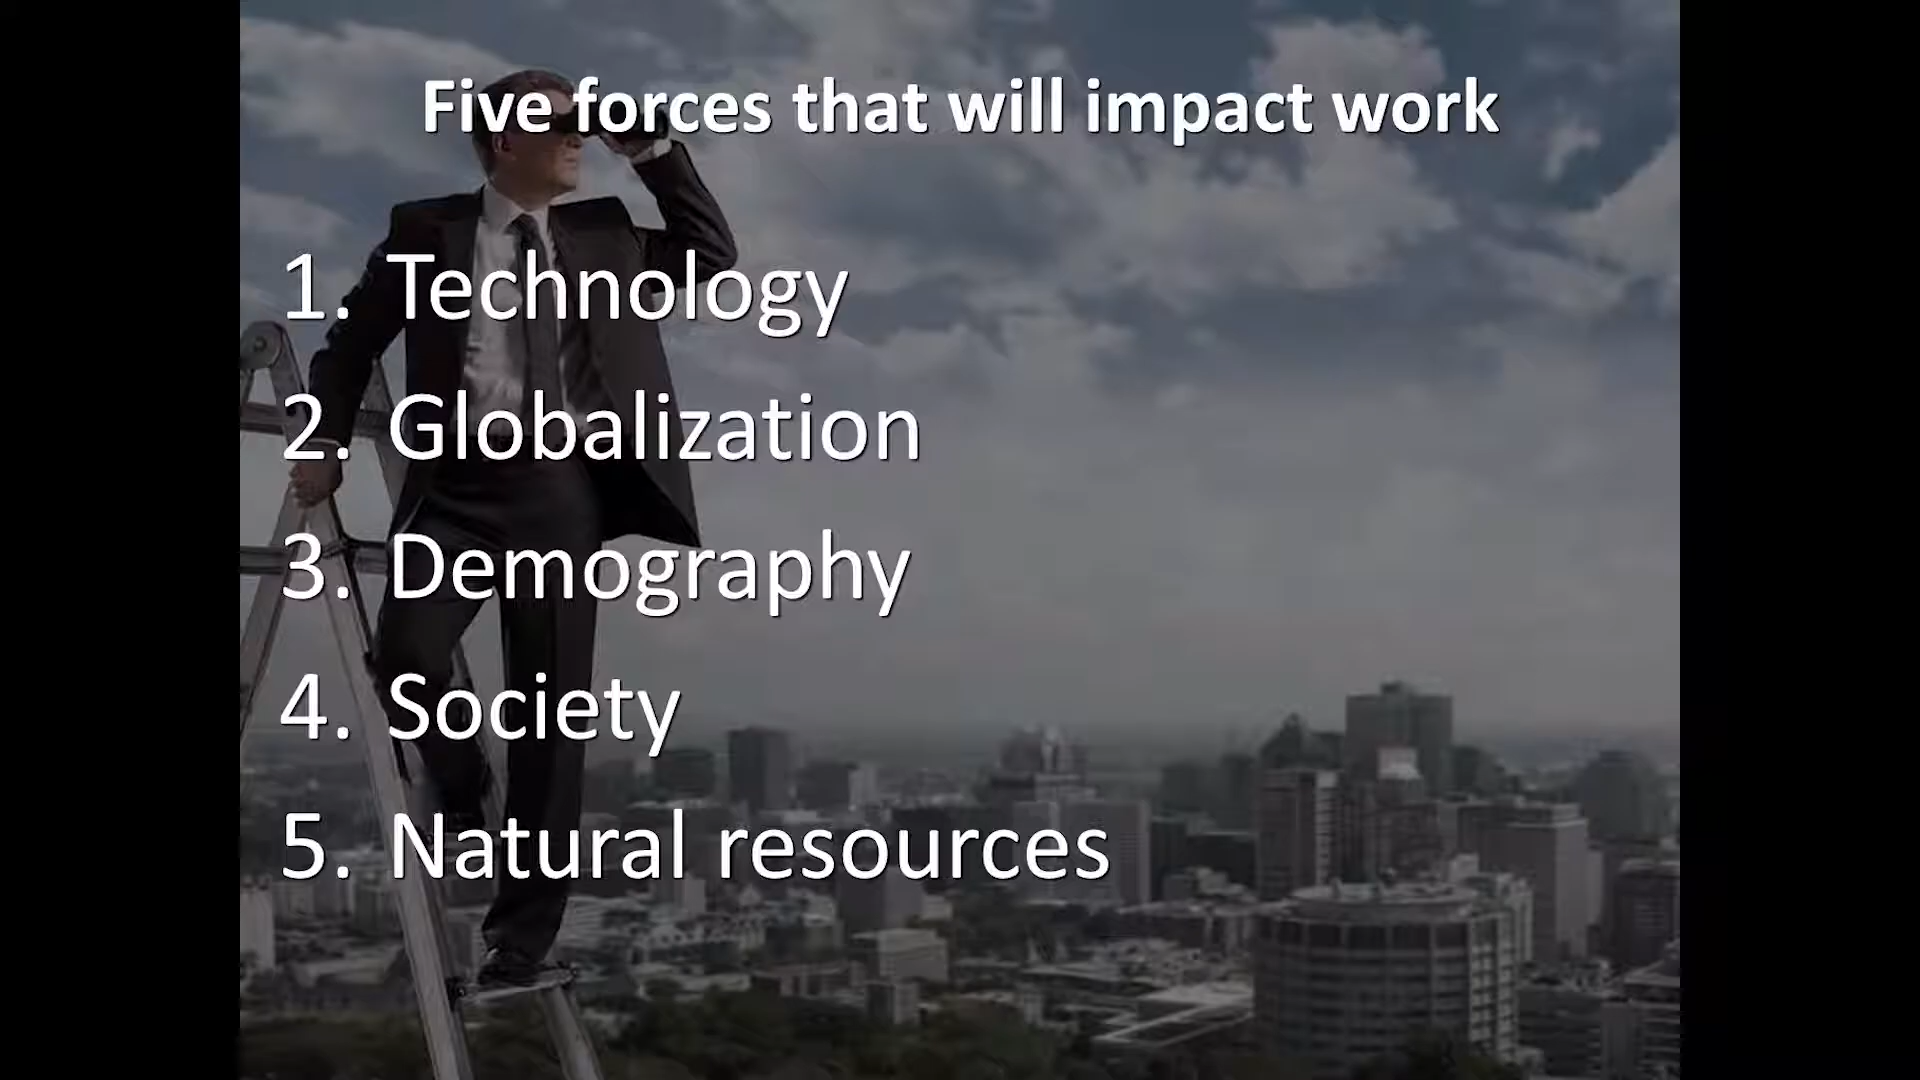 Five forces that will impact work
1. Technology
2. Globalization
3. Demography
4. Society
5. Natural resources